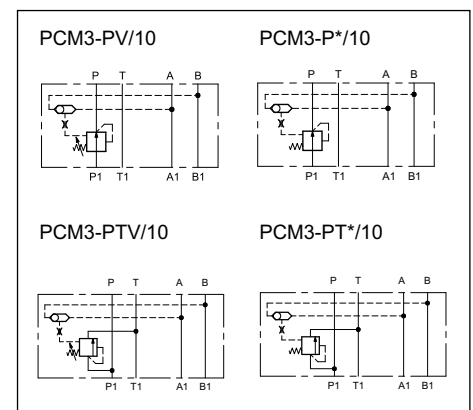 PCM3-PV/10 PCM3-P*/10
P T A B P T A B
P1 T1 A1 B1 P1 T1 A1 B1
PCM3-PTV/10 PCM3-PT*/10
P T A B P T A B
P1 T1 A1 B1 P1 T1 A1 B1